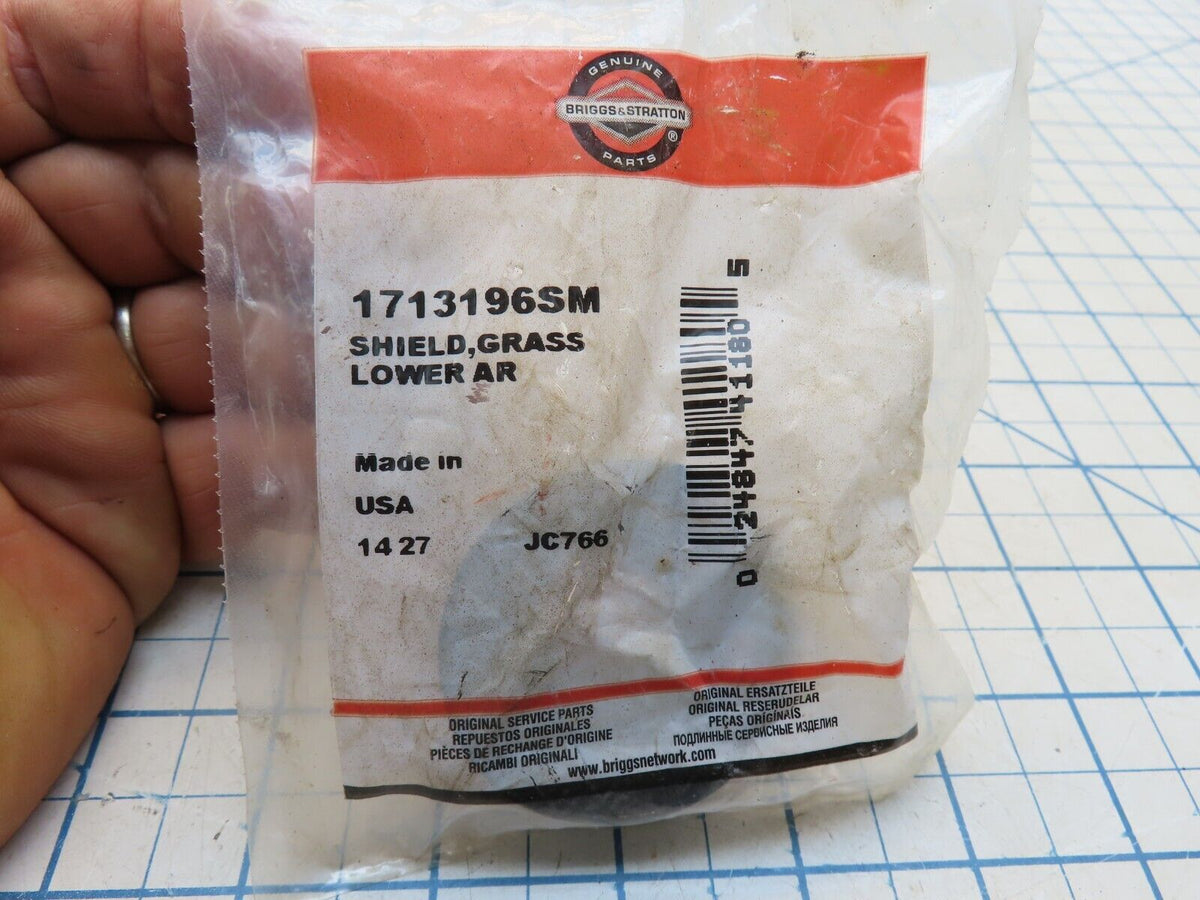 GENUINE
BRIGGS&STRATTON
®
PARTS
1713196SM
SHIELD,GRASS
LOWER AR
Made in
USA
14 27 JC766
0 24847 41180 5
ORIGINAL SERVICE PARTS
REPUESTOS ORIGINALES
PIÈCES DE RECHANGE D'ORIGINE
RICAMBI ORIGINALI
ORIGINAL ERSATZTEILE
ORIGINAL RESERUDELAR
PEÇAS ORIGINAIS
ПОДЛИННЫЕ СЕРВИСНЫЕ ИЗДЕЛИЯ
www.briggsnetwork.com